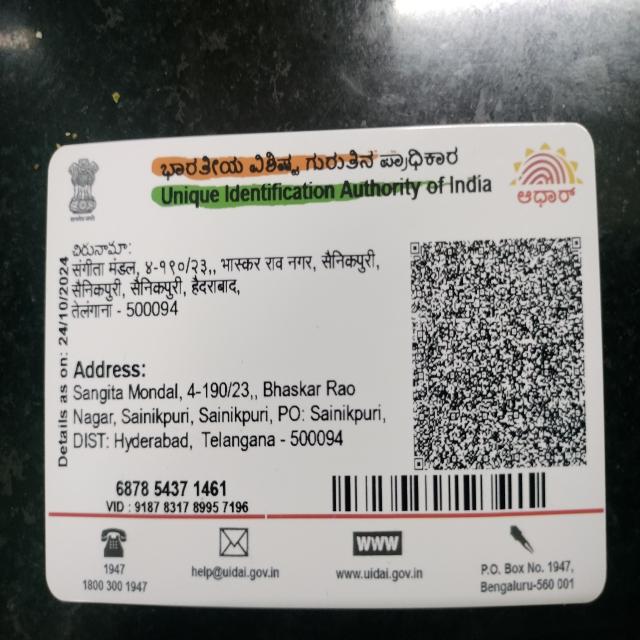 ಭಾರತೀಯ ವಿಶಿಷ್ಟ ಗುರುತಿನ ಪ್ರಾಧಿಕಾರ
Unique Identification Authority of India
ಆಧಾರ್
Details as on: 24/10/2024
చిరునామా:
संगीता मंडल, ४-१९०/२३,, भास्कर राव नगर, सैनिकपुरी,
सैनिकपुरी, सैनिकपुरी, हैदराबाद,
तेलंगाना - 500094
Address:
Sangita Mondal, 4-190/23,, Bhaskar Rao
Nagar, Sainikpuri, Sainikpuri, PO: Sainikpuri,
DIST: Hyderabad, Telangana - 500094
6878 5437 1461
VID : 9187 8317 8995 7196
1947
1800 300 1947
help@uidai.gov.in
WWW
www.uidai.gov.in
P.O. Box No. 1947,
Bengaluru-560 001